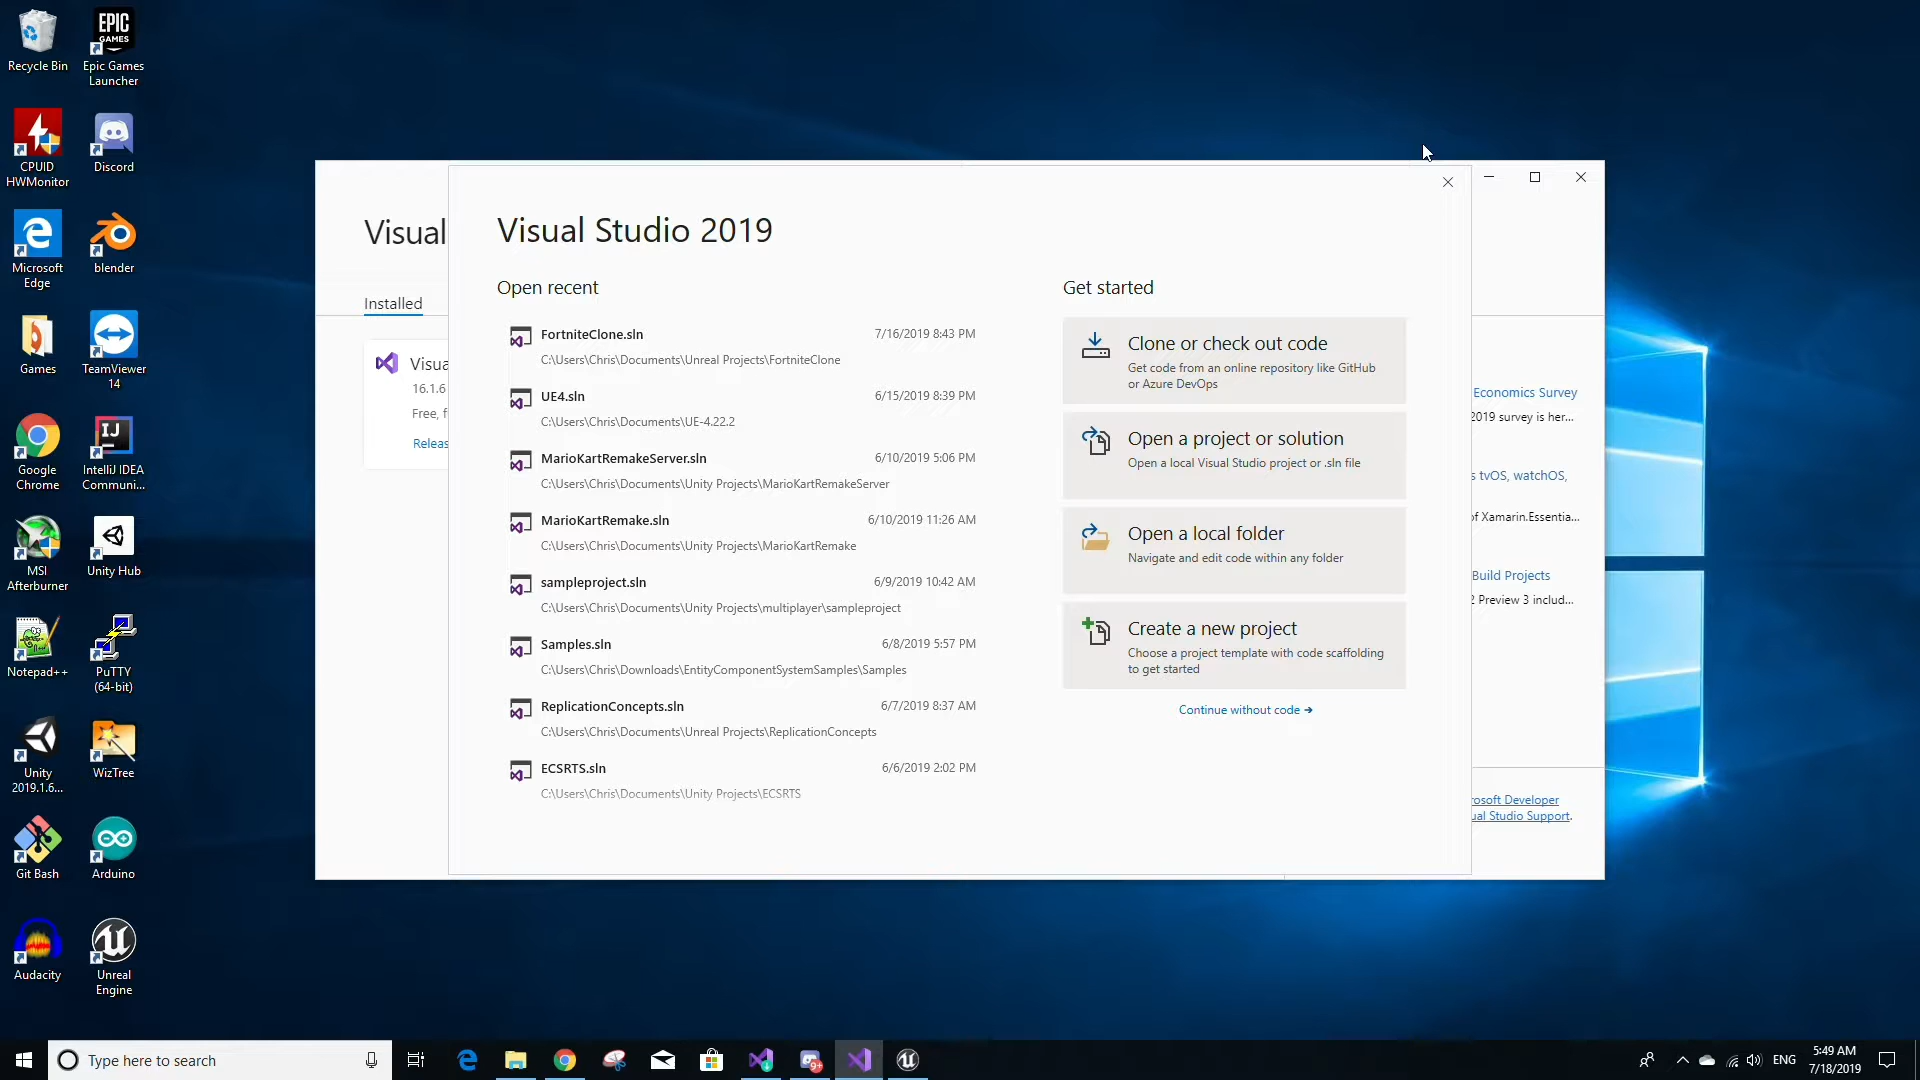 Recycle Bin
EPIC
GAMES
Epic Games
Launcher
CPUID
HWMonitor
Discord
Microsoft
Edge
blender
Games
TeamViewer
14
Google
Chrome
IJ
IntelliJ IDEA
Communi...
MSI
Afterburner
Unity Hub
Notepad++
PuTTY
(64-bit)
Unity
2019.1.6...
WizTree
Git Bash
Arduino
Audacity
Unreal
Engine
Visual
Installed
Visua
16.1.6
Free, f
Releas
Visual Studio 2019
Open recent
FortniteClone.sln 7/16/2019 8:43 PM
C:\Users\Chris\Documents\Unreal Projects\FortniteClone
UE4.sln 6/15/2019 8:39 PM
C:\Users\Chris\Documents\UE-4.22.2
MarioKartRemakeServer.sln 6/10/2019 5:06 PM
C:\Users\Chris\Documents\Unity Projects\MarioKartRemakeServer
MarioKartRemake.sln 6/10/2019 11:26 AM
C:\Users\Chris\Documents\Unity Projects\MarioKartRemake
sampleproject.sln 6/9/2019 10:42 AM
C:\Users\Chris\Documents\Unity Projects\multiplayer\sampleproject
Samples.sln 6/8/2019 5:57 PM
C:\Users\Chris\Downloads\EntityComponentSystemSamples\Samples
ReplicationConcepts.sln 6/7/2019 8:37 AM
C:\Users\Chris\Documents\Unreal Projects\ReplicationConcepts
ECSRTS.sln 6/6/2019 2:02 PM
C:\Users\Chris\Documents\Unity Projects\ECSRTS
Get started
Clone or check out code
Get code from an online repository like GitHub
or Azure DevOps
Open a project or solution
Open a local Visual Studio project or .sln file
Open a local folder
Navigate and edit code within any folder
Create a new project
Choose a project template with code scaffolding
to get started
Continue without code →
Economics Survey
2019 survey is her...
s tvOS, watchOS,
of Xamarin.Essentia...
Build Projects
2 Preview 3 includ...
rosoft Developer
ual Studio Support.
Type here to search
9+
ENG
5:49 AM
7/18/2019